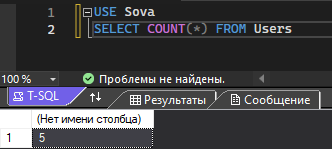 1 USE Sova
2 SELECT COUNT(*) FROM Users
100 % Проблемы не найдены.
T-SQL Результаты Сообщение
(Нет имени столбца)
1 5